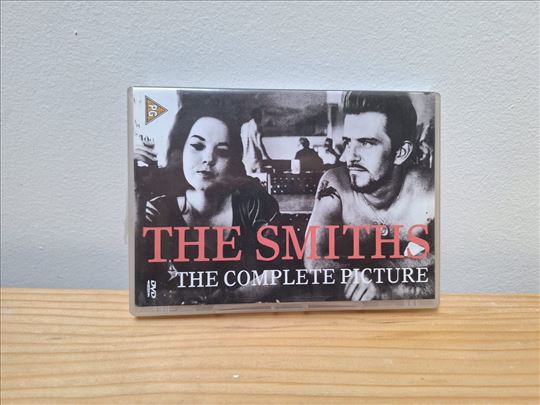 PG
THE SMITHS
THE COMPLETE PICTURE
DVD